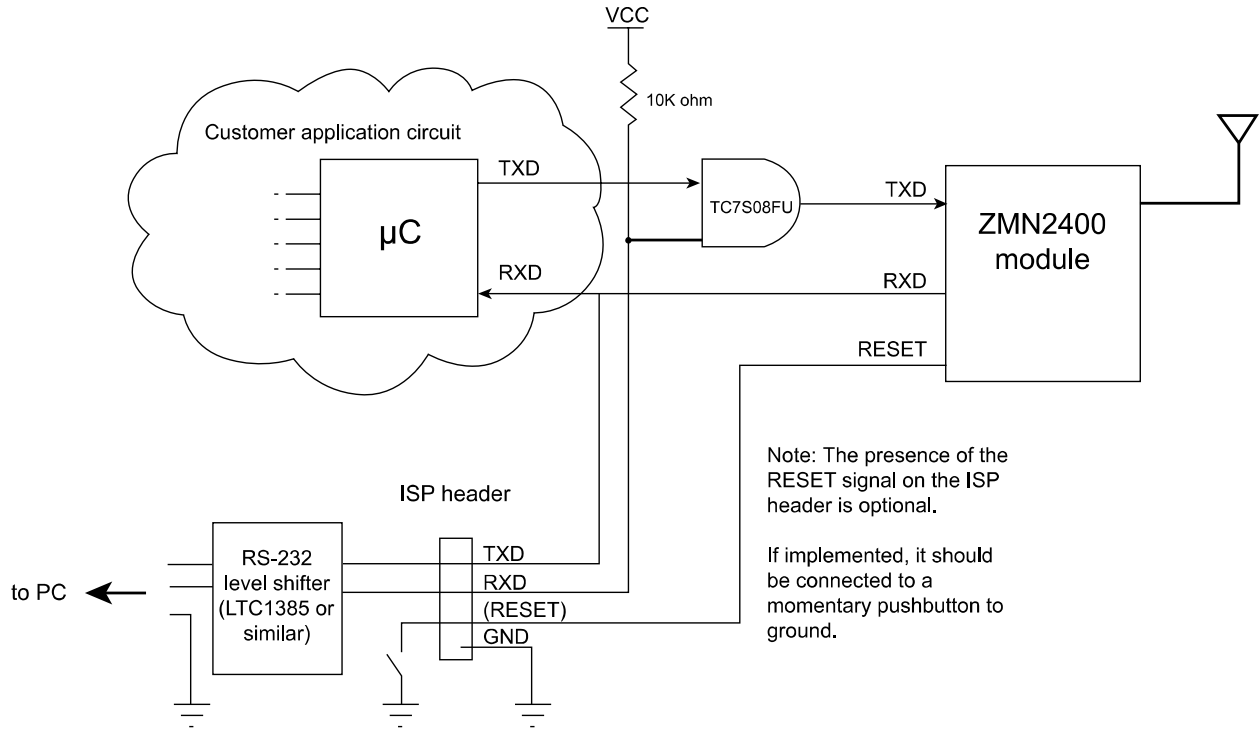 VCC
10K ohm
Customer application circuit
TXD
TC7S08FU
TXD
µC
ZMN2400
module
RXD
RXD
RESET
Note: The presence of the
RESET signal on the ISP
header is optional.
If implemented, it should
be connected to a
momentary pushbutton to
ground.
ISP header
RS-232
level shifter
(LTC1385 or
similar)
to PC
TXD
RXD
(RESET)
GND